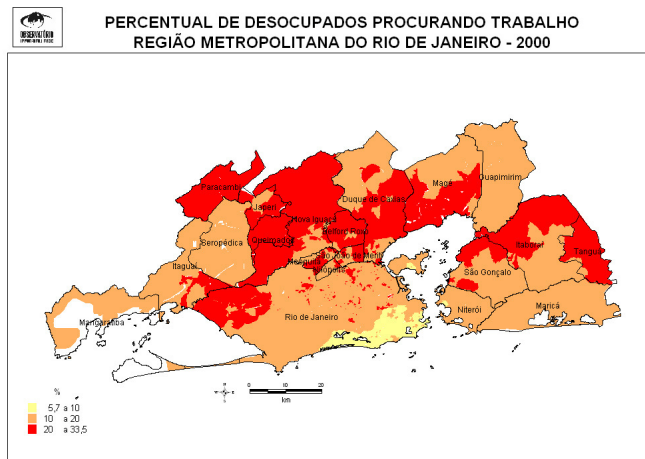 OBSERVATÓRIO
PERCENTUAL DE DESOCUPADOS PROCURANDO TRABALHO
REGIÃO METROPOLITANA DO RIO DE JANEIRO - 2000
Guapimirim
Magé
Paracambi
Duque de Caxias
Japeri
Nova Iguaçu
Belford Roxo
Queimados
Seropédica
Itaboraí
Tanguá
São João de Meriti
Mesquita
Nilópolis
Itaguaí
São Gonçalo
Maricá
Niterói
Rio de Janeiro
Mangaratiba
%
5,7 a 10
10 a 20
20 a 33,5
0 10 20
km